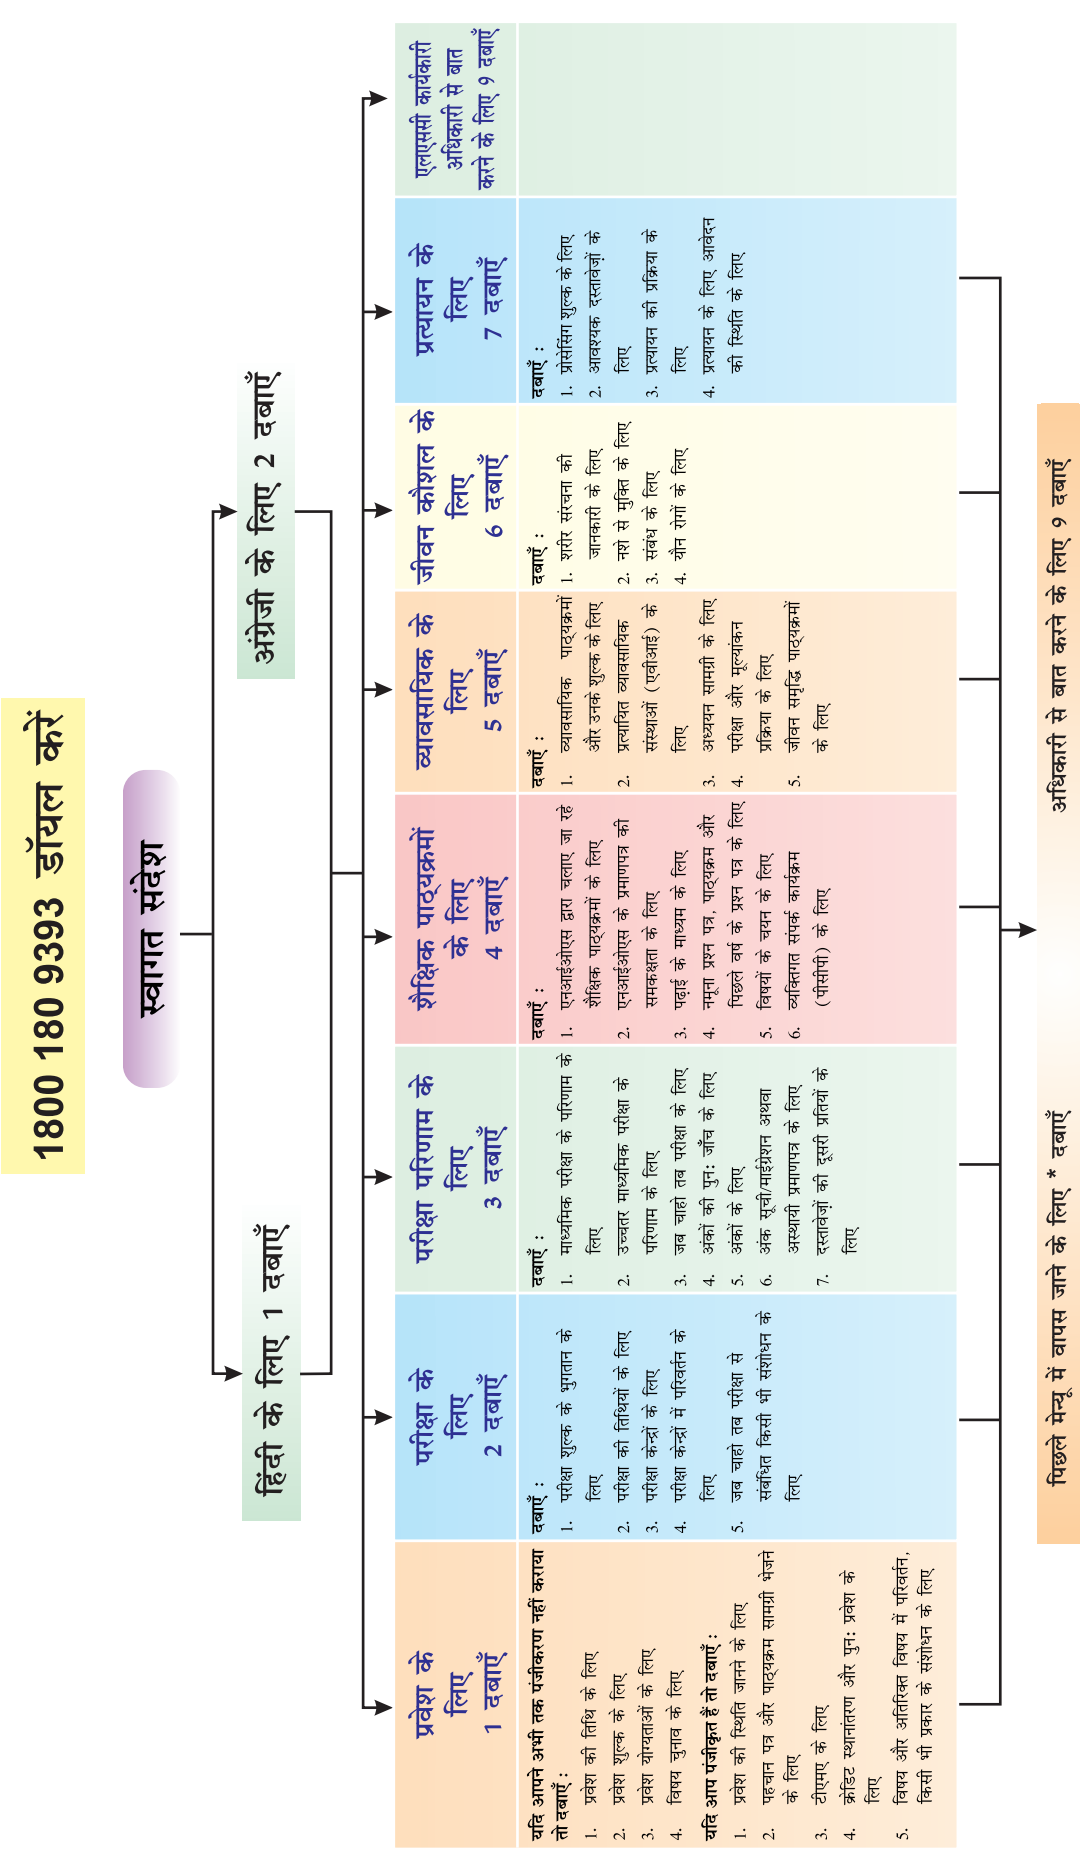 1800 180 9393 डॉयल करें
स्वागत संदेश
हिंदी के लिए 1 दबाएँ
अंग्रेजी के लिए 2 दबाएँ
प्रवेश के
लिए
1 दबाएँ
यदि आपने अभी तक पंजीकरण नहीं कराया
तो दबाएँ :
1. प्रवेश की तिथि के लिए
2. प्रवेश शुल्क के लिए
3. प्रवेश योग्यताओं के लिए
4. विषय चुनाव के लिए
यदि आप पंजीकृत हैं तो दबाएँ :
1. प्रवेश की स्थिति जानने के लिए
2. पहचान पत्र और पाठ्यक्रम सामग्री भेजने
के लिए
3. टीएमए के लिए
4. क्रेडिट स्थानांतरण और पुन: प्रवेश के
लिए
5. विषय और अतिरिक्त विषय में परिवर्तन,
किसी भी प्रकार के संशोधन के लिए
परीक्षा के
लिए
2 दबाएँ
दबाएँ :
1. परीक्षा शुल्क के भुगतान के
लिए
2. परीक्षा की तिथियों के लिए
3. परीक्षा केन्द्रों के लिए
4. परीक्षा केन्द्रों में परिवर्तन के
लिए
5. जब चाहो तब परीक्षा से
संबंधित किसी भी संशोधन के
लिए
परीक्षा परिणाम के
लिए
3 दबाएँ
दबाएँ :
1. माध्यमिक परीक्षा के परिणाम के
लिए
2. उच्चतर माध्यमिक परीक्षा के
परिणाम के लिए
3. जब चाहो तब परीक्षा के लिए
4. अंकों की पुन: जाँच के लिए
5. अंकों के लिए
6. अंक सूची/माईग्रेशन अथवा
अस्थायी प्रमाणपत्र के लिए
7. दस्तावेज़ों की दूसरी प्रतियों के
लिए
शैक्षिक पाठ्यक्रमों
के लिए
4 दबाएँ
दबाएँ :
1. एनआईओएस द्वारा चलाए जा रहे
शैक्षिक पाठ्यक्रमों के लिए
2. एनआईओएस के प्रमाणपत्र की
समकक्षता के लिए
3. पढ़ाई के माध्यम के लिए
4. नमूना प्रश्न पत्र, पाठ्यक्रम और
पिछले वर्ष के प्रश्न पत्र के लिए
5. विषयों के चयन के लिए
6. व्यक्तिगत संपर्क कार्यक्रम
(पीसीपी) के लिए
व्यावसायिक के
लिए
5 दबाएँ
दबाएँ :
1. व्यावसायिक पाठ्यक्रमों
और उनके शुल्क के लिए
2. प्रत्यायित व्यावसायिक
संस्थाओं (एवीआई) के
लिए
3. अध्ययन सामग्री के लिए
4. परीक्षा और मूल्यांकन
प्रक्रिया के लिए
5. जीवन समृद्धि पाठ्यक्रमों
के लिए
जीवन कौशल के
लिए
6 दबाएँ
दबाएँ :
1. शरीर संरचना की
जानकारी के लिए
2. नशे से मुक्ति के लिए
3. संबंध के लिए
4. यौन रोगों के लिए
प्रत्यायन के
लिए
7 दबाएँ
दबाएँ :
1. प्रोसेसिंग शुल्क के लिए
2. आवश्यक दस्तावेज़ों के
लिए
3. प्रत्यायन की प्रक्रिया के
लिए
4. प्रत्यायन के लिए आवेदन
की स्थिति के लिए
एलएससी कार्यकारी
अधिकारी से बात
करने के लिए 9 दबाएँ
पिछले मेन्यू में वापस जाने के लिए * दबाएँ
अधिकारी से बात करने के लिए 9 दबाएँ